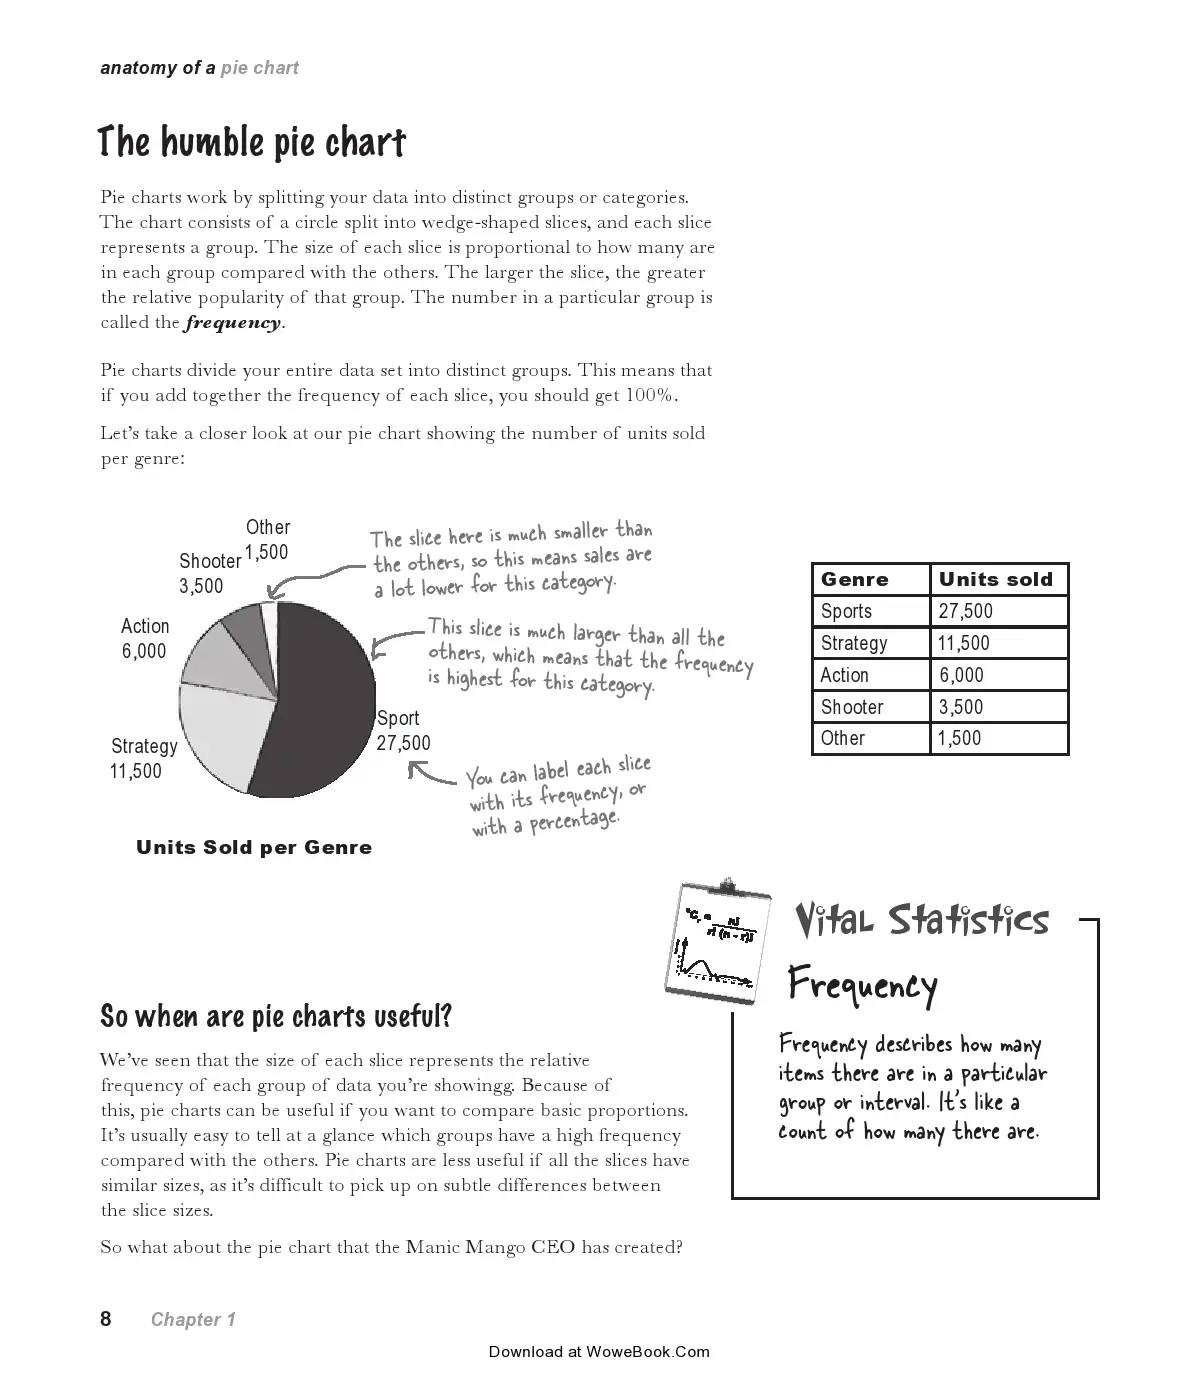 anatomy of a pie chart
The humble pie chart
Pie charts work by splitting your data into distinct groups or categories.
The chart consists of a circle split into wedge-shaped slices, and each slice
represents a group. The size of each slice is proportional to how many are
in each group compared with the others. The larger the slice, the greater
the relative popularity of that group. The number in a particular group is
called the frequency.
Pie charts divide your entire data set into distinct groups. This means that
if you add together the frequency of each slice, you should get 100%.
Let's take a closer look at our pie chart showing the number of units sold
per genre:
Other
1,500
Shooter
3,500
Action
6,000
Strategy
11,500
Sport
27,500
The slice here is much smaller than
the others, so this means sales are
a lot lower for this category.
This slice is much larger than all the
others, which means that the frequency
is highest for this category.
You can label each slice
with its frequency, or
with a percentage.
Units Sold per Genre
Genre Units sold
Sports 27,500
Strategy 11,500
Action 6,000
Shooter 3,500
Other 1,500
nCr = n!
r! (n - r)!
Vital Statistics
Frequency
Frequency describes how many
items there are in a particular
group or interval. It's like a
count of how many there are.
So when are pie charts useful?
We've seen that the size of each slice represents the relative
frequency of each group of data you're showingg. Because of
this, pie charts can be useful if you want to compare basic proportions.
It's usually easy to tell at a glance which groups have a high frequency
compared with the others. Pie charts are less useful if all the slices have
similar sizes, as it's difficult to pick up on subtle differences between
the slice sizes.
So what about the pie chart that the Manic Mango CEO has created?
8 Chapter 1
Download at WoweBook.Com